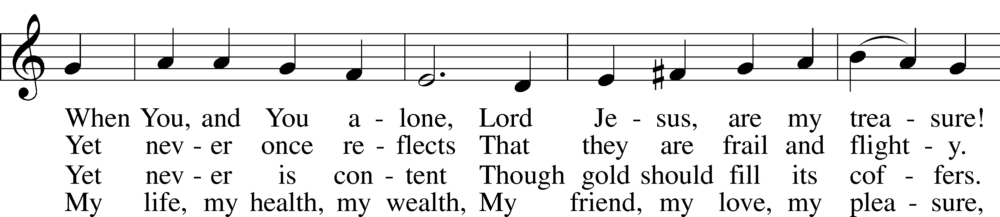 When You, and You a - lone, Lord Je - sus, are my trea - sure!
Yet nev - er once re - flects That they are frail and flight - y.
Yet nev - er is con - tent Though gold should fill its cof - fers.
My life, my health, my wealth, My friend, my love, my plea - sure,